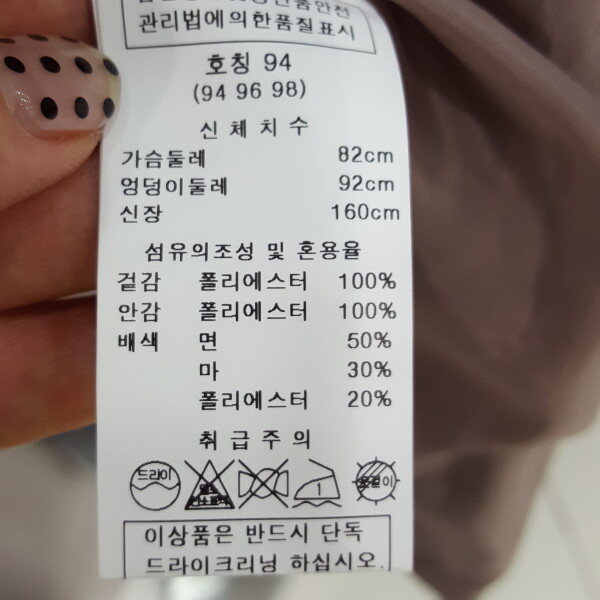 관리법에의한품질표시
호칭 94
(94 96 98)
신체치수
가슴둘레 82cm
엉덩이둘레 92cm
신장 160cm
섬유의조성 및 혼용율
겉감 폴리에스터 100%
안감 폴리에스터 100%
배색 면 50%
마 30%
폴리에스터 20%
취급주의
드라이 1 옷걸이
이상품은 반드시 단독
드라이크리닝 하십시오.